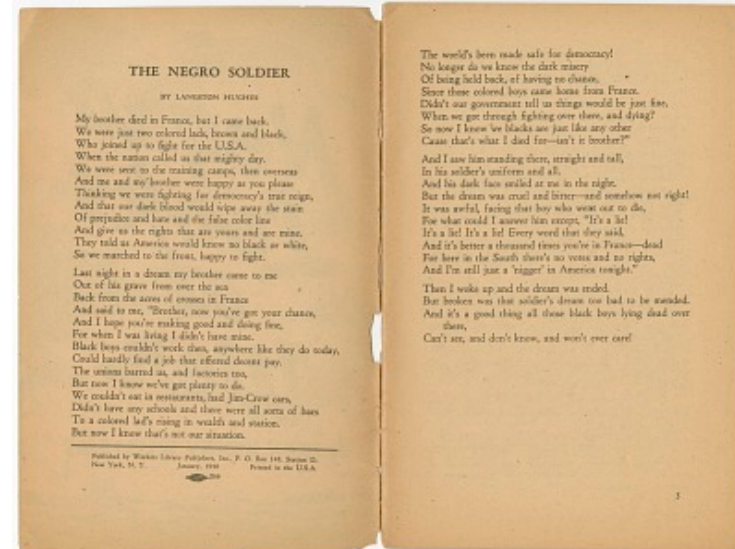 THE NEGRO SOLDIER
BY LANGSTON HUGHES
My brother died in France, but I came back.
We were just two colored lads, brown and black,
Who joined up to fight for the U.S.A.
When the nation called us that mighty day.
We were sent to the training camps, then overseas
And me and my brother were happy as you please
Thinking we were fighting for democracy's true reign,
And that our dark blood would wipe away the stain
Of prejudice and hate and the false color line
And give us the rights that are yours and mine.
They told us America would know no black or white,
So we marched to the front, happy to fight.
Last night in a dream my brother came to me
Out of his grave from over the sea
Back from the acres of crosses in France
And said to me, "Brother, now you've got your chance,
And I hope you're making good and doing fine,
For when I was living I didn't have mine.
Black boys couldn't work then, anywhere like they do today,
Could hardly find a job that offered decent pay.
The unions barred us, and factories too,
But now I know we've got plenty to do.
We couldn't eat in restaurants, had Jim-Crow cars,
Didn't have any schools and there were all sorts of bars
To a colored lad's rising in wealth and station.
But now I know that's not our situation.
Published by Workers Library Publishers, Inc., P. O. Box 148, Station D,
New York, N. Y. January, Printed in the U.S.A.
The world's been made safe for democracy!
No longer do we know the dark misery
Of being held back, of having no chance,
Since these colored boys came home from France.
Didn't our government tell us things would be just fine,
When we got through fighting over there, and dying?
So now I know we blacks are just like any other
Cause that's what I died for—isn't it brother?"
And I saw him standing there, straight and tall,
In his soldier's uniform and all.
And his dark face smiled at me in the night.
But the dream was cruel and bitter—and somehow not right!
It was awful, facing that boy who went out to die,
For what could I answer him except, "It's a lie!
It's a lie! It's a lie! Every word that they said,
And it's better a thousand times you're in France—dead
For here in the South there's no votes and no rights,
And I'm still just a 'nigger' in America tonight."
Then I woke up and the dream was ended.
But broken was that soldier's dream too bad to be mended.
And it's a good thing all those black boys lying dead over
there,
Can't see, and don't know, and won't ever care!
3